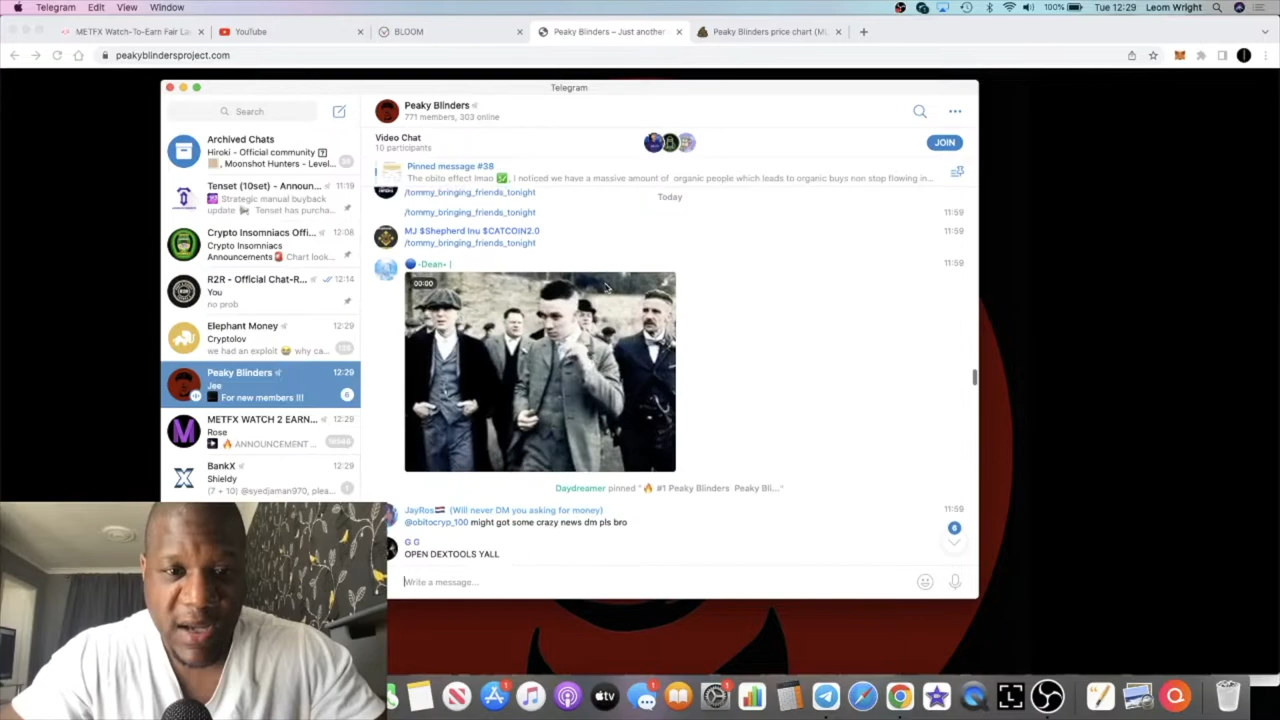 Telegram Edit View Window
100% Tue 12:29 Leom Wright
METFX Watch-To-Earn Fair La
YouTube
BLOOM
Peaky Blinders – Just another
Peaky Blinders price chart (ML
peakyblindersproject.com
Telegram
Search
Archived Chats
Hiroki - Official community
, Moonshot Hunters - Level...
Tenset (10set) - Announ...
11:19
Strategic manual buyback
update Tenset has purcha...
Crypto Insomniacs Offi...
12:08
Crypto Insomniacs
Announcements Chart look...
R2R - Official Chat-R...
12:14
You
no prob
Elephant Money
12:29
Cryptolov
we had an exploit 😭 why ca...
Peaky Blinders
12:29
Jee
For new members !!!
6
METFX WATCH 2 EARN...
12:29
Rose
🔥 ANNOUNCEMENT ...
BankX
12:29
Shieldy
(7 + 10) @syedjaman970, plea...
1
Peaky Blinders
771 members, 303 online
Video Chat
10 participants
JOIN
Pinned message #38
The obito effect lmao ✅, I noticed we have a massive amount of organic people which leads to organic buys non stop flowing in...
/tommy_bringing_friends_tonight
Today
/tommy_bringing_friends_tonight
11:59
MJ $Shepherd Inu $CATCOIN2.0
11:59
/tommy_bringing_friends_tonight
-Dean- |
11:59
00:00
Daydreamer pinned "🔥 #1 Peaky Blinders Peaky Bli..."
JayRos🇭🇷 (Will never DM you asking for money)
11:59
@obitocryp_100 might got some crazy news dm pls bro
6
G G
OPEN DEXTOOLS YALL
Write a message...
tv